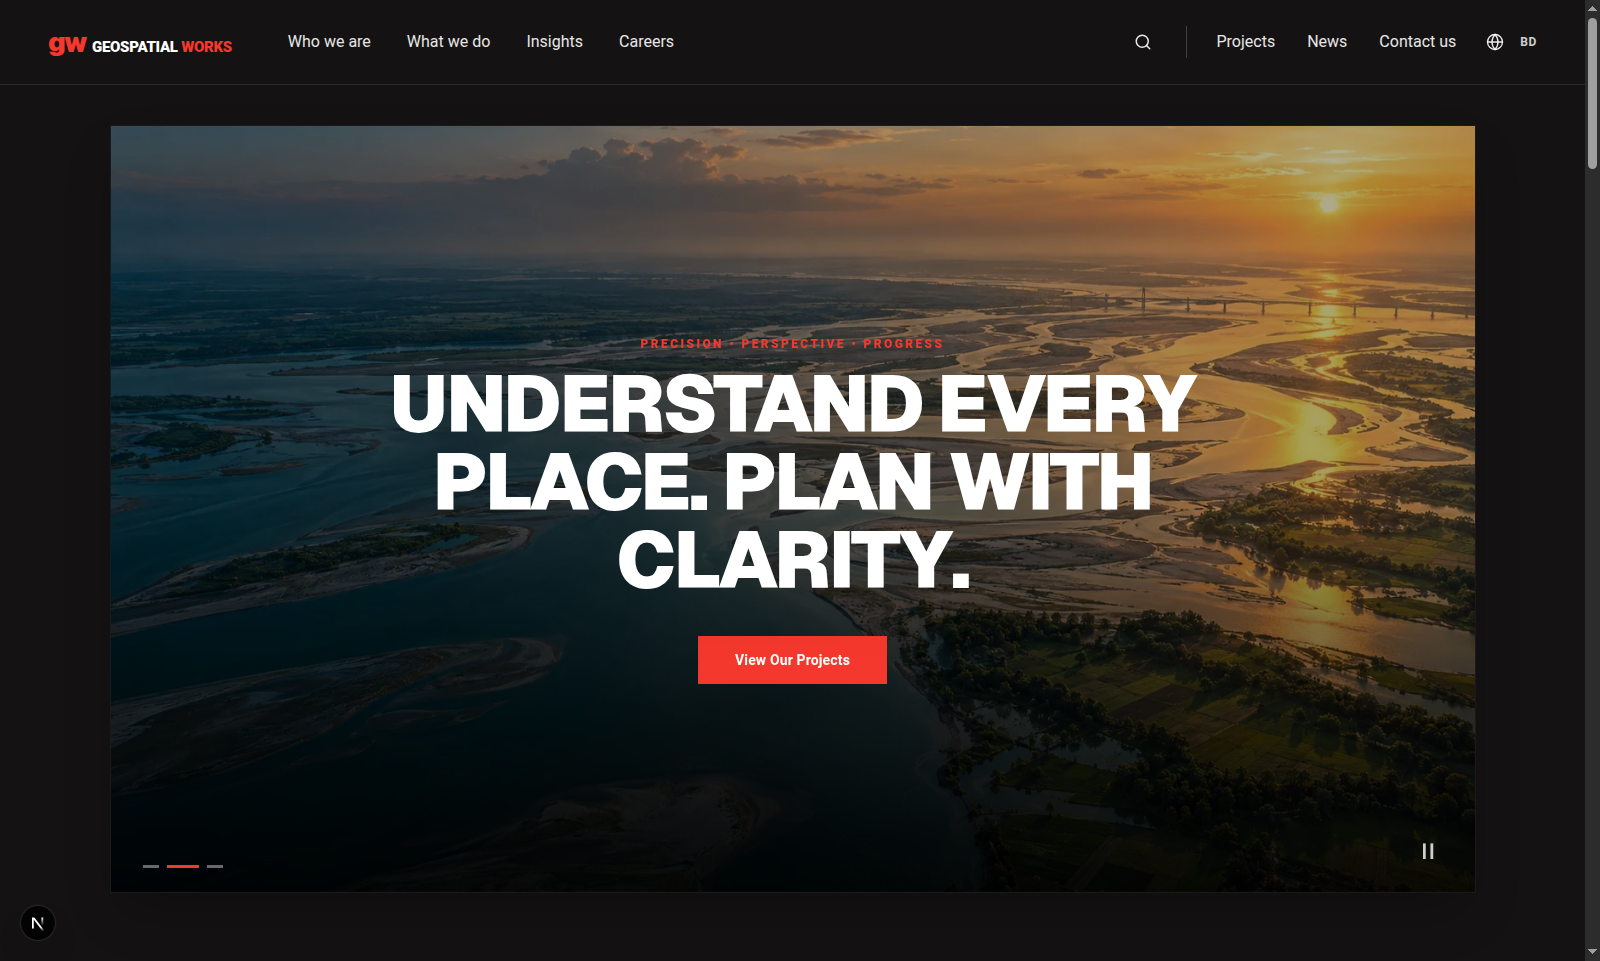 gw GEOSPATIAL WORKS
Who we are
What we do
Insights
Careers
Projects
News
Contact us
BD
PRECISION • PERSPECTIVE • PROGRESS
UNDERSTAND EVERY
PLACE. PLAN WITH
CLARITY.
View Our Projects
N